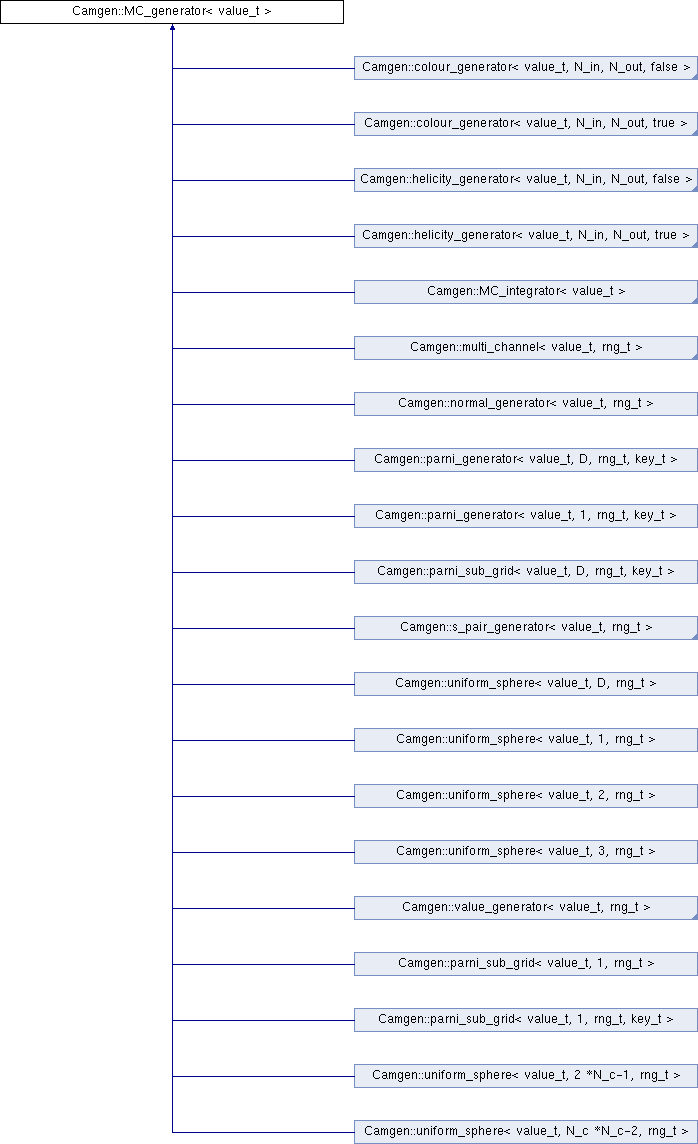 Camgen::MC_generator< value_t >
Camgen::colour_generator< value_t, N_in, N_out, false >
Camgen::colour_generator< value_t, N_in, N_out, true >
Camgen::helicity_generator< value_t, N_in, N_out, false >
Camgen::helicity_generator< value_t, N_in, N_out, true >
Camgen::MC_integrator< value_t >
Camgen::multi_channel< value_t, rng_t >
Camgen::normal_generator< value_t, rng_t >
Camgen::parni_generator< value_t, D, rng_t, key_t >
Camgen::parni_generator< value_t, 1, rng_t, key_t >
Camgen::parni_sub_grid< value_t, D, rng_t, key_t >
Camgen::s_pair_generator< value_t, rng_t >
Camgen::uniform_sphere< value_t, D, rng_t >
Camgen::uniform_sphere< value_t, 1, rng_t >
Camgen::uniform_sphere< value_t, 2, rng_t >
Camgen::uniform_sphere< value_t, 3, rng_t >
Camgen::value_generator< value_t, rng_t >
Camgen::parni_sub_grid< value_t, 1, rng_t >
Camgen::parni_sub_grid< value_t, 1, rng_t, key_t >
Camgen::uniform_sphere< value_t, 2 *N_c-1, rng_t >
Camgen::uniform_sphere< value_t, N_c *N_c-2, rng_t >